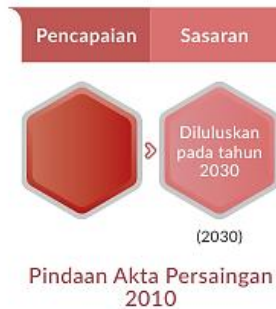 Pencapaian Sasaran
Diluluskan
pada tahun
2030
(2030)
Pindaan Akta Persaingan
2010